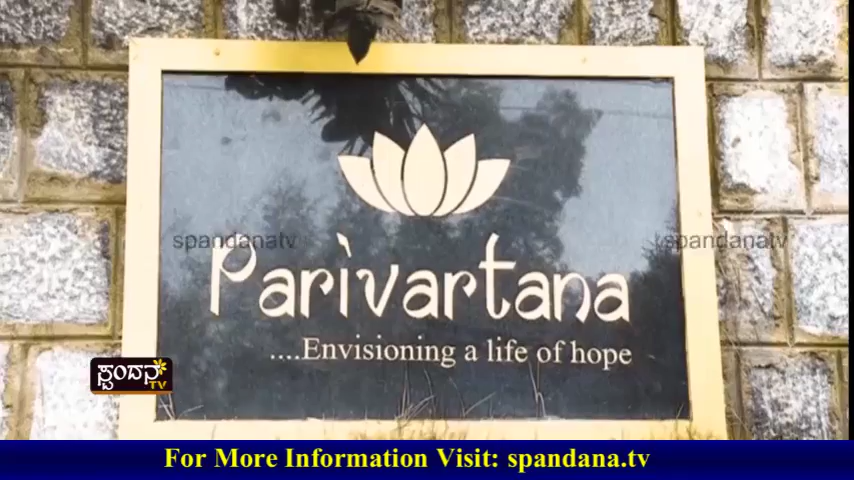 spandanatv
spandanatv
Parivartana
....Envisioning a life of hope
ಸ್ಪಂದನ
TV
For More Information Visit: spandana.tv